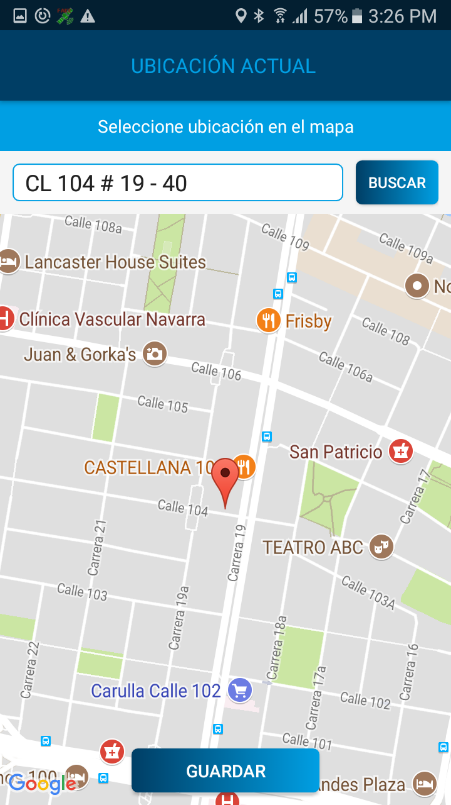 57% 3:26 PM
UBICACIÓN ACTUAL
Seleccione ubicación en el mapa
CL 104 # 19 - 40
BUSCAR
Calle 108a
Calle 109
Calle 109a
Lancaster House Suites
No
Clínica Vascular Navarra
Frisby
Calle 108
Juan & Gorka's
Calle 106
Calle 106a
Calle 105
San Patricio
CASTELLANA 10
Carrera 17
Calle 104
Carrera 21
Carrera 19
TEATRO ABC
Calle 103
Calle 103A
Carrera 19a
Carrera 18a
Carrera 22
Carrera 17a
Carrera 16
Carulla Calle 102
Calle 102
100
Google
GUARDAR
Andes Plaza